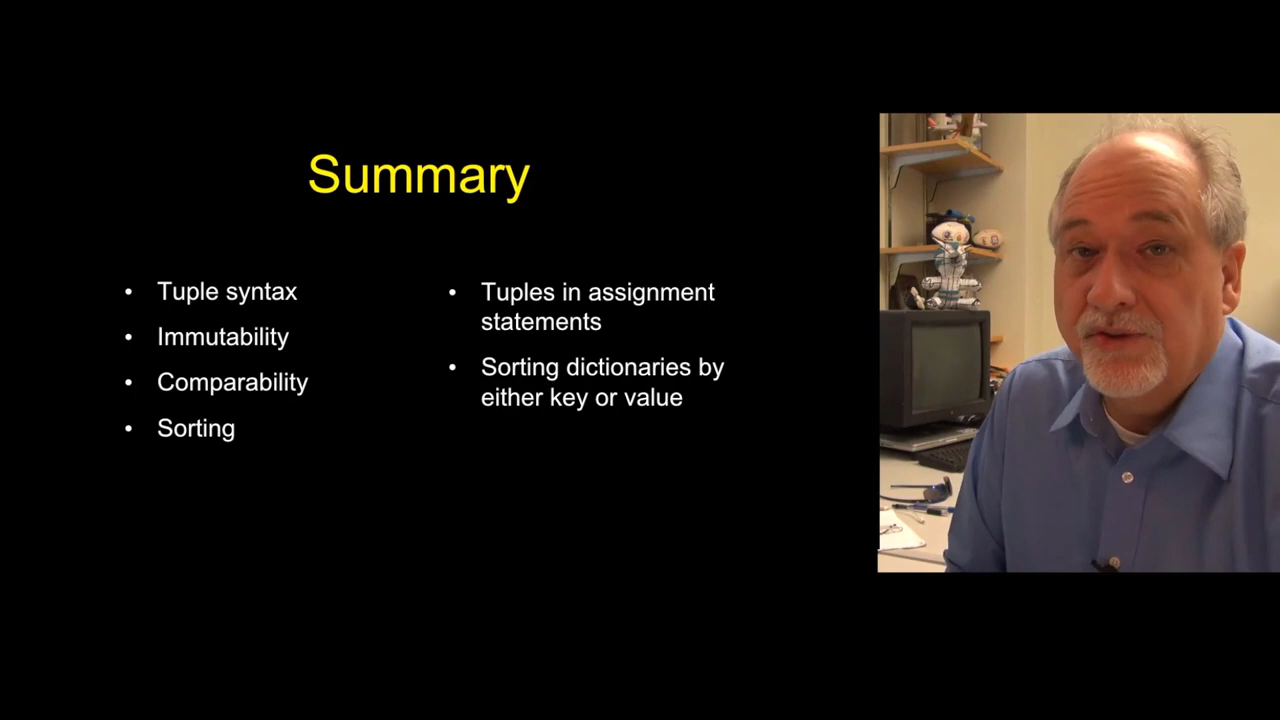 Summary
• Tuple syntax
• Immutability
• Comparability
• Sorting
• Tuples in assignment
statements
• Sorting dictionaries by
either key or value